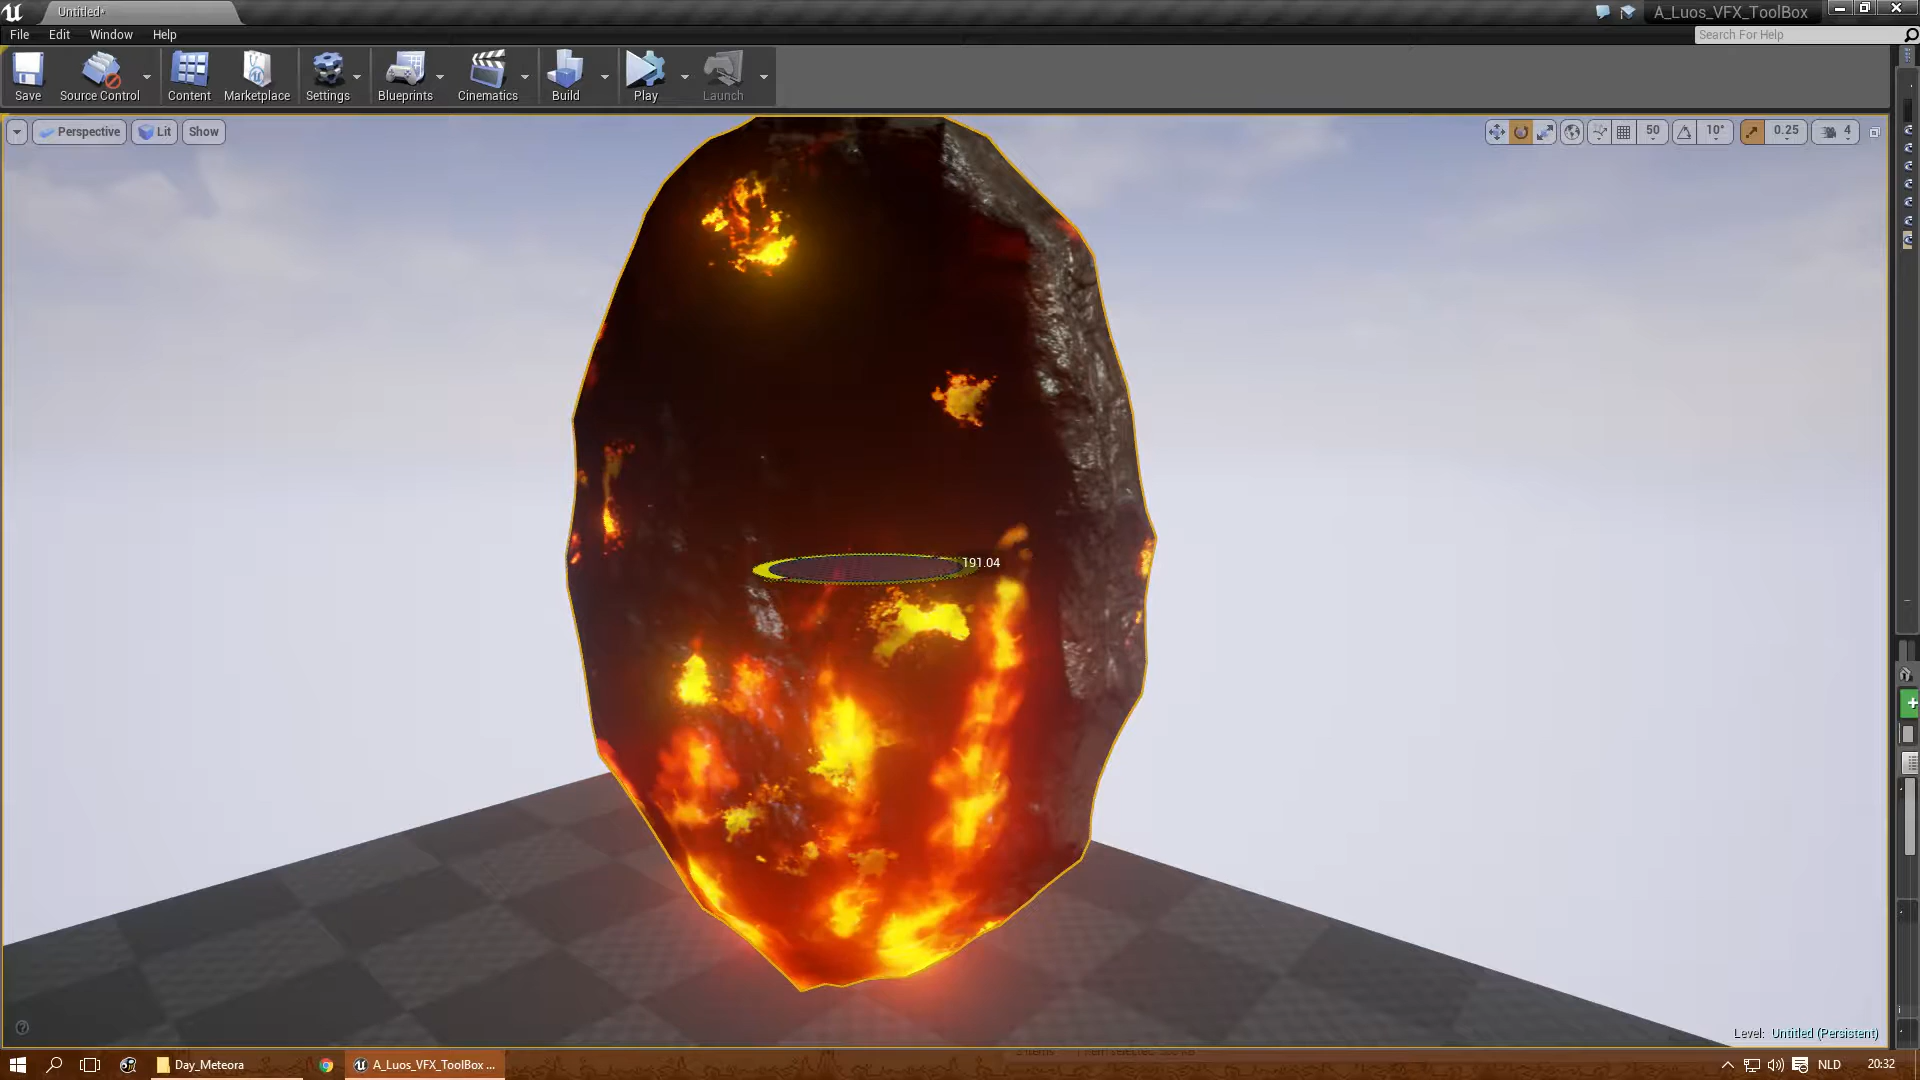 Untitled*
A_Luos_VFX_ToolBox
File Edit Window Help
Search For Help
Save Source Control Content Marketplace Settings Blueprints Cinematics Build Play Launch
Perspective Lit Show
50 10° 0.25 4
191.04
Level: Untitled (Persistent)
Day_Meteora
A_Luos_VFX_ToolBox ...
NLD 20:32